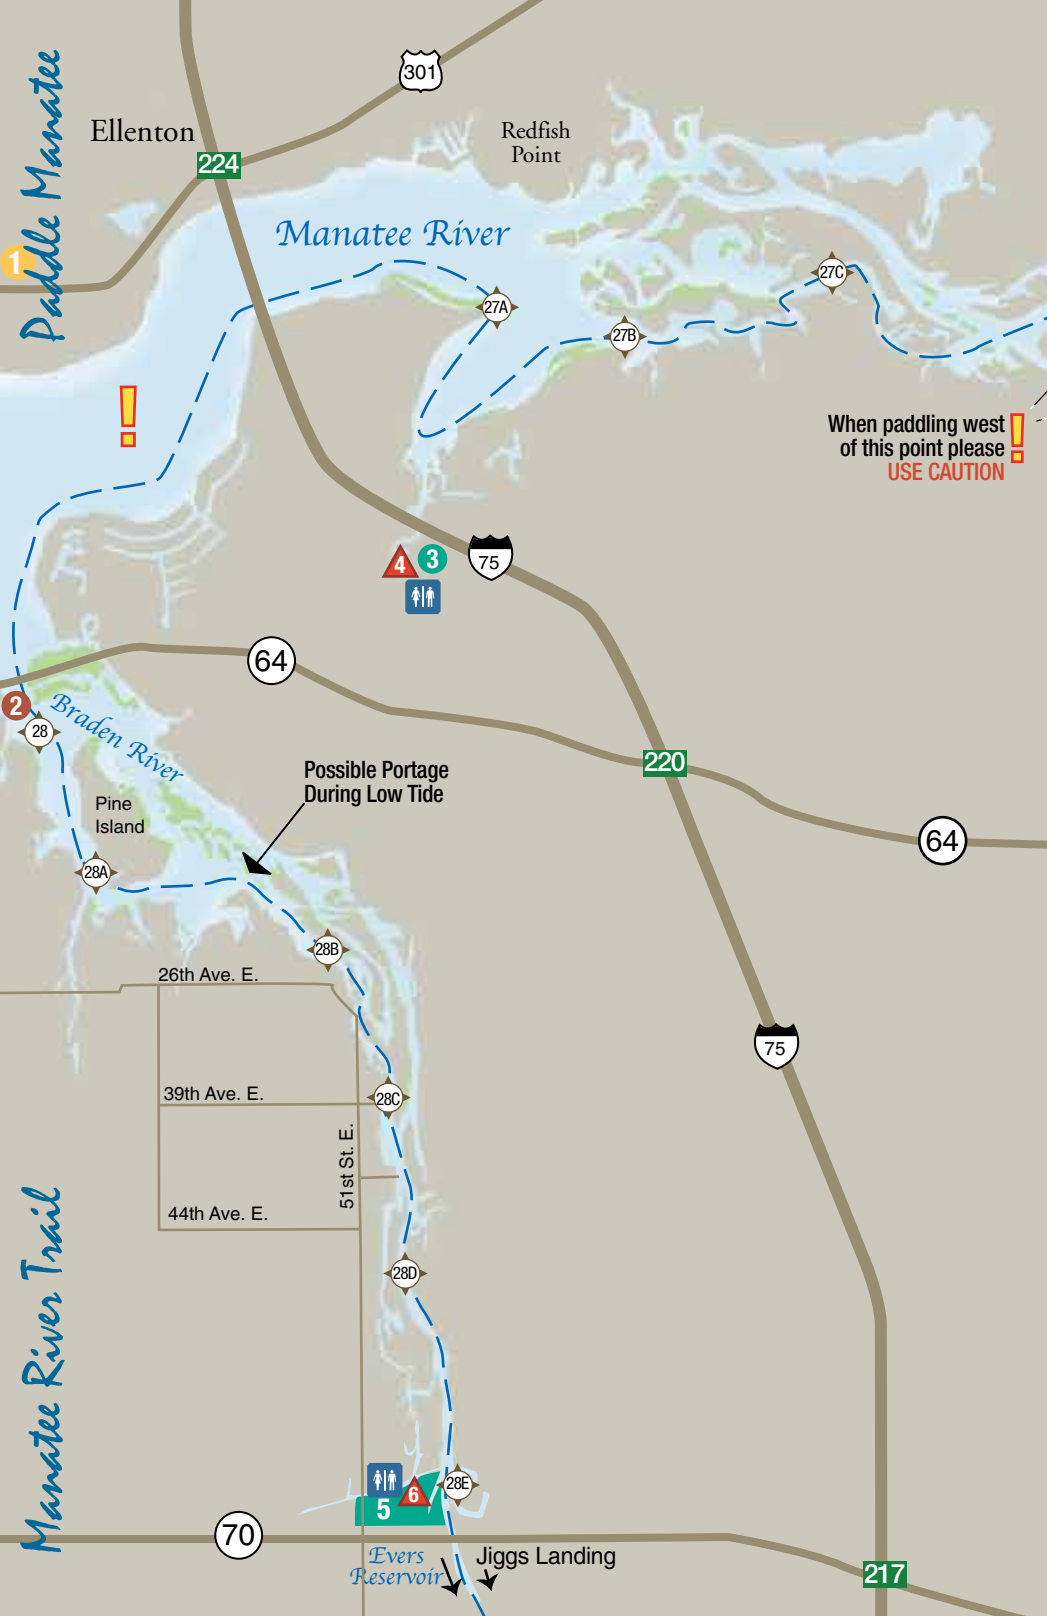 Paddle Manatee
301
Ellenton
Redfish
Point
224
Manatee River
1
27C
27A
27B
!
When paddling west
of this point please
USE CAUTION
!
4
3
75
64
2
Braden River
28
220
Possible Portage
During Low Tide
Pine
Island
64
28A
28B
26th Ave. E.
75
39th Ave. E.
28C
51st St. E.
44th Ave. E.
Manatee River Trail
28D
28E
6
5
70
Evers
Reservoir
Jiggs Landing
217